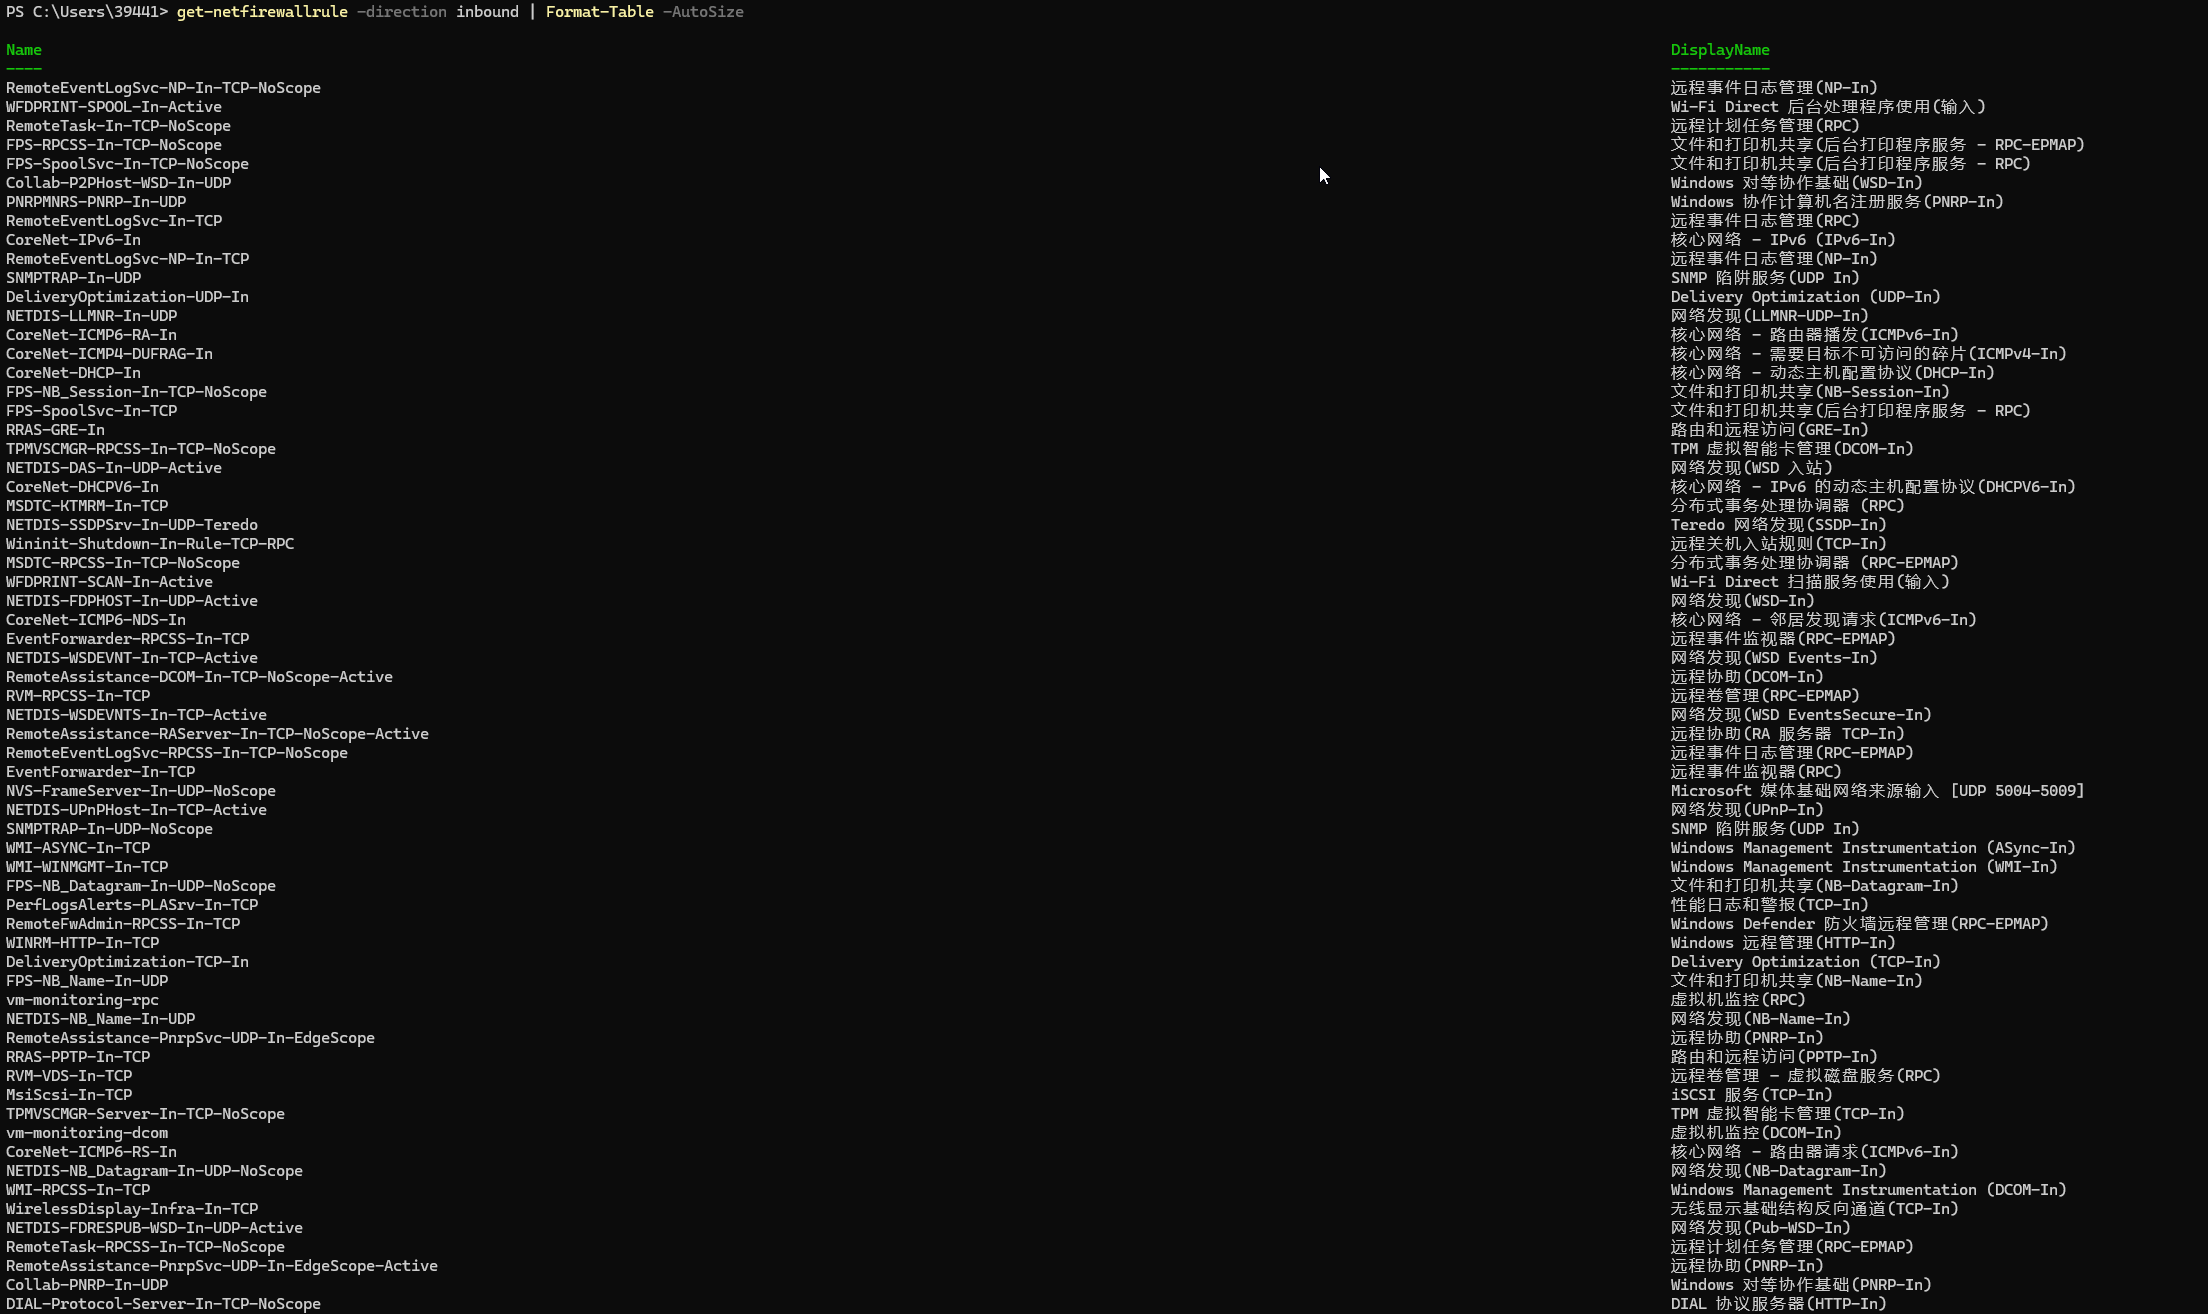 PS C:\Users\39441> get-netfirewallrule -direction inbound | Format-Table -AutoSize
Name DisplayName
---- -----------
RemoteEventLogSvc-NP-In-TCP-NoScope 远程事件日志管理(NP-In)
WFDPRINT-SPOOL-In-Active Wi-Fi Direct 后台处理程序使用(输入)
RemoteTask-In-TCP-NoScope 远程计划任务管理(RPC)
FPS-RPCSS-In-TCP-NoScope 文件和打印机共享(后台打印程序服务 - RPC-EPMAP)
FPS-SpoolSvc-In-TCP-NoScope 文件和打印机共享(后台打印程序服务 - RPC)
Collab-P2PHost-WSD-In-UDP Windows 对等协作基础(WSD-In)
PNRPMNRS-PNRP-In-UDP Windows 协作计算机名注册服务(PNRP-In)
RemoteEventLogSvc-In-TCP 远程事件日志管理(RPC)
CoreNet-IPv6-In 核心网络 - IPv6 (IPv6-In)
RemoteEventLogSvc-NP-In-TCP 远程事件日志管理(NP-In)
SNMPTRAP-In-UDP SNMP 陷阱服务(UDP In)
DeliveryOptimization-UDP-In Delivery Optimization (UDP-In)
NETDIS-LLMNR-In-UDP 网络发现(LLMNR-UDP-In)
CoreNet-ICMP6-RA-In 核心网络 - 路由器播发(ICMPv6-In)
CoreNet-ICMP4-DUFRAG-In 核心网络 - 需要目标不可访问的碎片(ICMPv4-In)
CoreNet-DHCP-In 核心网络 - 动态主机配置协议(DHCP-In)
FPS-NB_Session-In-TCP-NoScope 文件和打印机共享(NB-Session-In)
FPS-SpoolSvc-In-TCP 文件和打印机共享(后台打印程序服务 - RPC)
RRAS-GRE-In 路由和远程访问(GRE-In)
TPMVSCMGR-RPCSS-In-TCP-NoScope TPM 虚拟智能卡管理(DCOM-In)
NETDIS-DAS-In-UDP-Active 网络发现(WSD 入站)
CoreNet-DHCPV6-In 核心网络 - IPv6 的动态主机配置协议(DHCPV6-In)
MSDTC-KTMRM-In-TCP 分布式事务处理协调器 (RPC)
NETDIS-SSDPSrv-In-UDP-Teredo Teredo 网络发现(SSDP-In)
Wininit-Shutdown-In-Rule-TCP-RPC 远程关机入站规则(TCP-In)
MSDTC-RPCSS-In-TCP-NoScope 分布式事务处理协调器 (RPC-EPMAP)
WFDPRINT-SCAN-In-Active Wi-Fi Direct 扫描服务使用(输入)
NETDIS-FDPHOST-In-UDP-Active 网络发现(WSD-In)
CoreNet-ICMP6-NDS-In 核心网络 - 邻居发现请求(ICMPv6-In)
EventForwarder-RPCSS-In-TCP 远程事件监视器(RPC-EPMAP)
NETDIS-WSDEVNT-In-TCP-Active 网络发现(WSD Events-In)
RemoteAssistance-DCOM-In-TCP-NoScope-Active 远程协助(DCOM-In)
RVM-RPCSS-In-TCP 远程卷管理(RPC-EPMAP)
NETDIS-WSDEVNTS-In-TCP-Active 网络发现(WSD EventsSecure-In)
RemoteAssistance-RAServer-In-TCP-NoScope-Active 远程协助(RA 服务器 TCP-In)
RemoteEventLogSvc-RPCSS-In-TCP-NoScope 远程事件日志管理(RPC-EPMAP)
EventForwarder-In-TCP 远程事件监视器(RPC)
NVS-FrameServer-In-UDP-NoScope Microsoft 媒体基础网络来源输入 [UDP 5004-5009]
NETDIS-UPnPHost-In-TCP-Active 网络发现(UPnP-In)
SNMPTRAP-In-UDP-NoScope SNMP 陷阱服务(UDP In)
WMI-ASYNC-In-TCP Windows Management Instrumentation (ASync-In)
WMI-WINMGMT-In-TCP Windows Management Instrumentation (WMI-In)
FPS-NB_Datagram-In-UDP-NoScope 文件和打印机共享(NB-Datagram-In)
PerfLogsAlerts-PLASrv-In-TCP 性能日志和警报(TCP-In)
RemoteFwAdmin-RPCSS-In-TCP Windows Defender 防火墙远程管理(RPC-EPMAP)
WINRM-HTTP-In-TCP Windows 远程管理(HTTP-In)
DeliveryOptimization-TCP-In Delivery Optimization (TCP-In)
FPS-NB_Name-In-UDP 文件和打印机共享(NB-Name-In)
vm-monitoring-rpc 虚拟机监控(RPC)
NETDIS-NB_Name-In-UDP 网络发现(NB-Name-In)
RemoteAssistance-PnrpSvc-UDP-In-EdgeScope 远程协助(PNRP-In)
RRAS-PPTP-In-TCP 路由和远程访问(PPTP-In)
RVM-VDS-In-TCP 远程卷管理 - 虚拟磁盘服务(RPC)
MsiScsi-In-TCP iSCSI 服务(TCP-In)
TPMVSCMGR-Server-In-TCP-NoScope TPM 虚拟智能卡管理(TCP-In)
vm-monitoring-dcom 虚拟机监控(DCOM-In)
CoreNet-ICMP6-RS-In 核心网络 - 路由器请求(ICMPv6-In)
NETDIS-NB_Datagram-In-UDP-NoScope 网络发现(NB-Datagram-In)
WMI-RPCSS-In-TCP Windows Management Instrumentation (DCOM-In)
WirelessDisplay-Infra-In-TCP 无线显示基础结构反向通道(TCP-In)
NETDIS-FDRESPUB-WSD-In-UDP-Active 网络发现(Pub-WSD-In)
RemoteTask-RPCSS-In-TCP-NoScope 远程计划任务管理(RPC-EPMAP)
RemoteAssistance-PnrpSvc-UDP-In-EdgeScope-Active 远程协助(PNRP-In)
Collab-PNRP-In-UDP Windows 对等协作基础(PNRP-In)
DIAL-Protocol-Server-In-TCP-NoScope DIAL 协议服务器(HTTP-In)